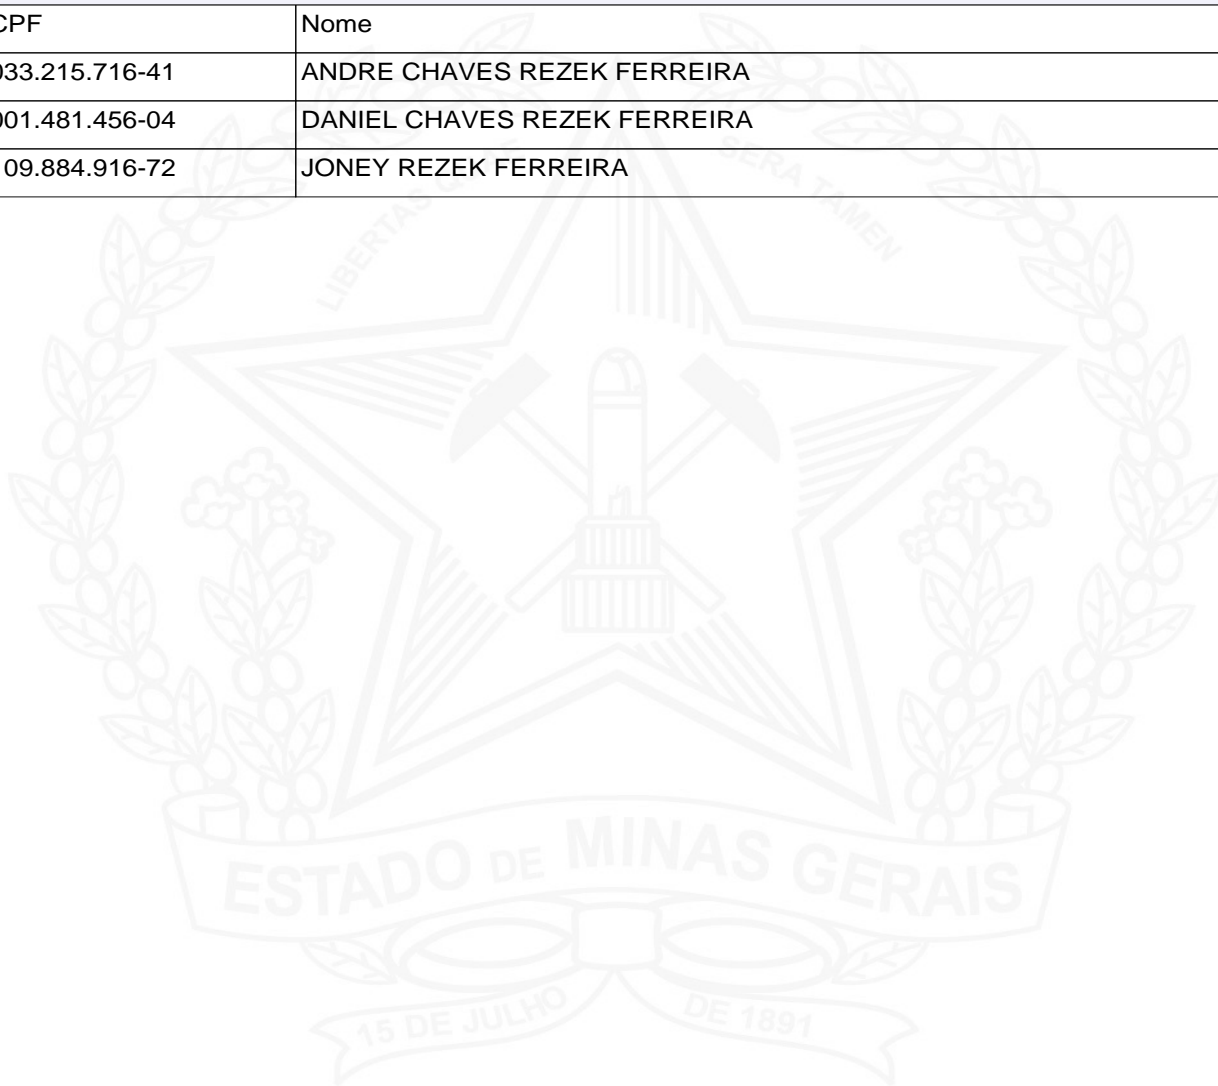 CPF Nome
033.215.716-41 ANDRE CHAVES REZEK FERREIRA
001.481.456-04 DANIEL CHAVES REZEK FERREIRA
09.884.916-72 JONEY REZEK FERREIRA
LIBERTAS QUE SERA TAMEN
ESTADO DE MINAS GERAIS
15 DE JULHO DE 1891